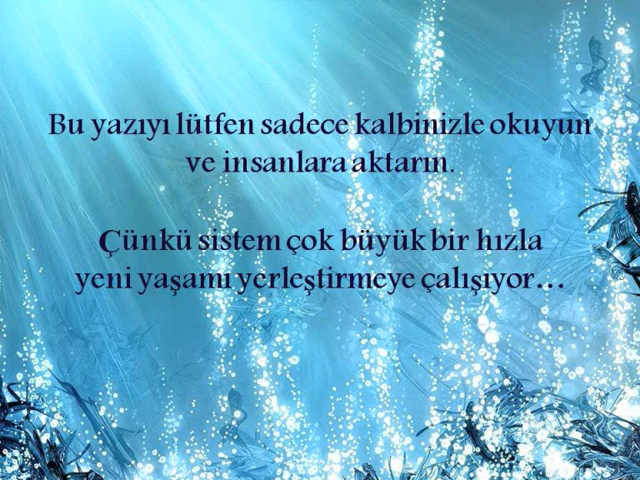 Bu yazıyı lütfen sadece kalbinizle okuyun
ve insanlara aktarın.
Çünkü sistem çok büyük bir hızla
yeni yaşamı yerleştirmeye çalışıyor...